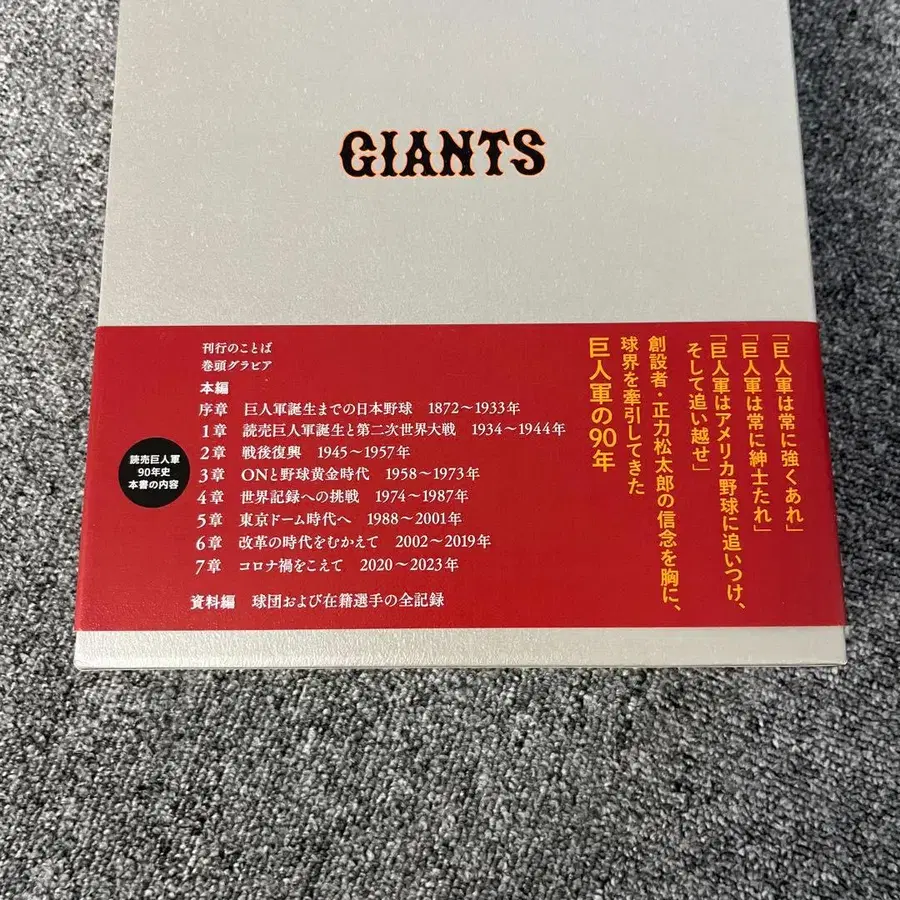 GIANTS
「巨人軍は常に強くあれ」
「巨人軍は常に紳士たれ」
「巨人軍はアメリカ野球に追いつけ、
そして追い越せ」
創設者・正力松太郎の信念を胸に、
球界を牽引してきた
巨人軍の90年
読売巨人軍
90年史
本書の内容
刊行のことば
巻頭グラビア
本編
序章 巨人軍誕生までの日本野球 1872〜1933年
1章 読売巨人軍誕生と第二次世界大戦 1934〜1944年
2章 戦後復興 1945〜1957年
3章 ONと野球黄金時代 1958〜1973年
4章 世界記録への挑戦 1974〜1987年
5章 東京ドーム時代へ 1988〜2001年
6章 改革の時代をむかえて 2002〜2019年
7章 コロナ禍をこえて 2020〜2023年
資料編 球団および在籍選手の全記録